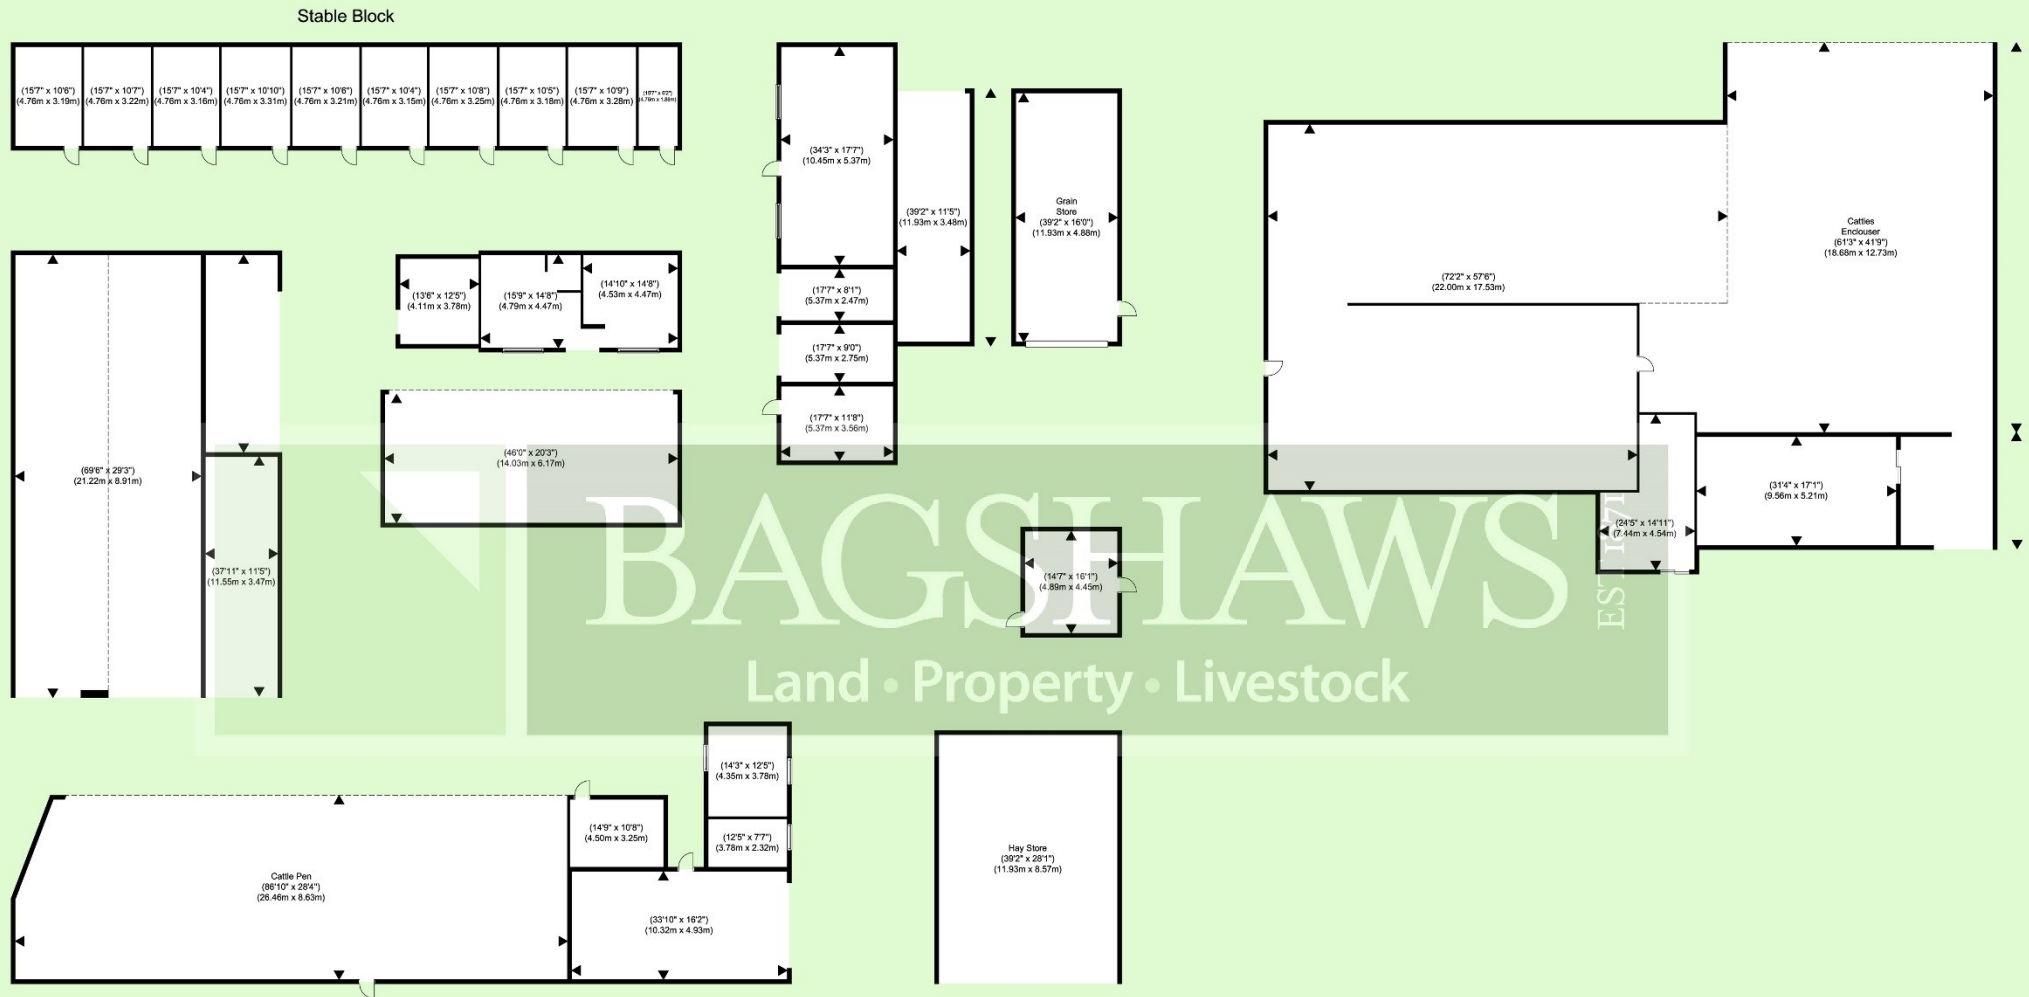 Stable Block
(15'7" x 10'6")
(4.76m x 3.19m)
(15'7" x 10'7")
(4.76m x 3.22m)
(15'7" x 10'4")
(4.76m x 3.16m)
(15'7" x 10'10")
(4.76m x 3.31m)
(15'7" x 10'6")
(4.76m x 3.21m)
(15'7" x 10'4")
(4.76m x 3.15m)
(15'7" x 10'8")
(4.76m x 3.25m)
(15'7" x 10'5")
(4.76m x 3.18m)
(15'7" x 10'9")
(4.76m x 3.28m)
(15'7" x 6'2")
(34'3" x 17'7")
(10.45m x 5.37m)
(39'2" x 11'5")
(11.93m x 3.48m)
Grain
Store
(39'2" x 16'0")
(11.93m x 4.88m)
Cattles
Enclouser
(61'3" x 41'9")
(18.68m x 12.73m)
(72'2" x 57'6")
(22.00m x 17.53m)
(13'6" x 12'5")
(4.11m x 3.78m)
(15'9" x 14'8")
(4.79m x 4.47m)
(14'10" x 14'8")
(4.53m x 4.47m)
(17'7" x 8'1")
(5.37m x 2.47m)
(17'7" x 9'0")
(5.37m x 2.75m)
(17'7" x 11'8")
(5.37m x 3.56m)
(69'6" x 29'3")
(21.22m x 8.91m)
(46'0" x 20'3")
(14.03m x 6.17m)
(31'4" x 17'1")
(9.56m x 5.21m)
(24'5" x 14'11")
(7.44m x 4.54m)
(37'11" x 11'5")
(11.55m x 3.47m)
(14'7" x 16'1")
(4.89m x 4.45m)
BAGSHAWS
EST 1871
Land • Property • Livestock
(14'3" x 12'5")
(4.35m x 3.78m)
(14'9" x 10'8")
(4.50m x 3.25m)
(12'5" x 7'7")
(3.78m x 2.32m)
Hay Store
(39'2" x 28'1")
(11.93m x 8.57m)
Cattle Pen
(86'10" x 28'4")
(26.46m x 8.63m)
(33'10" x 16'2")
(10.32m x 4.93m)